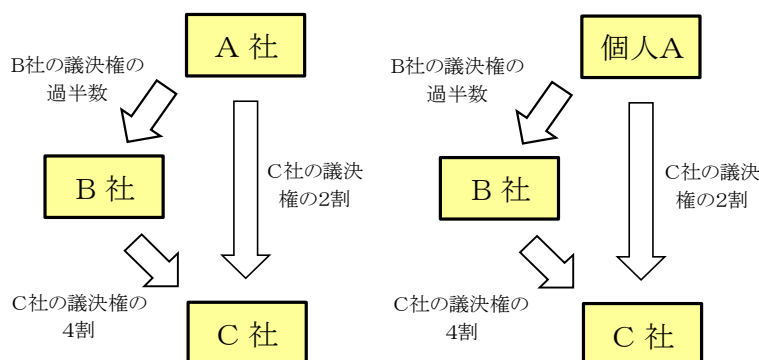 A 社
B社の議決権の
過半数
C社の議決
権の2割
B 社
C社の議決権の
4割
C 社
個人A
B社の議決権の
過半数
C社の議決
権の2割
B 社
C社の議決権の
4割
C 社